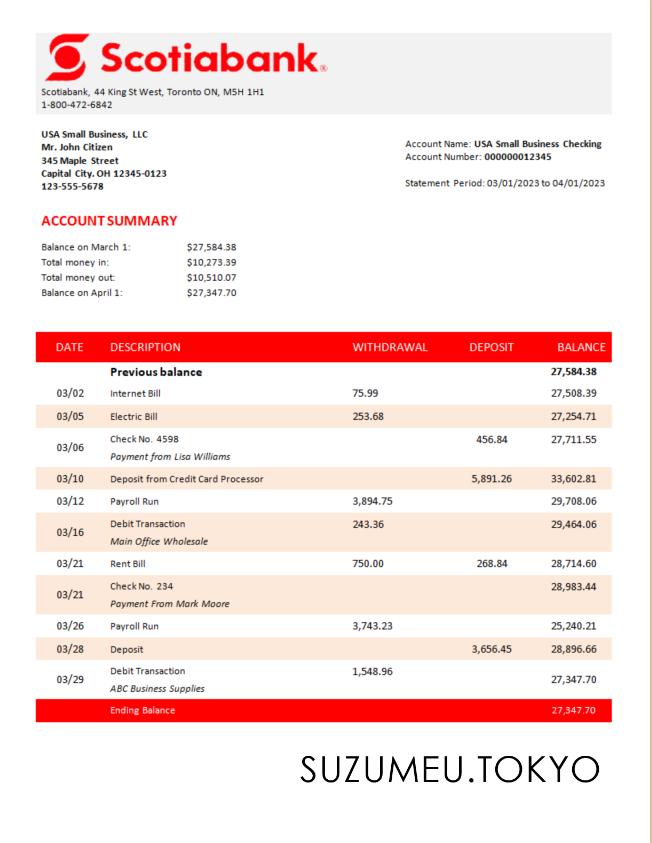 Scotiabank®
Scotiabank, 44 King St West, Toronto ON, M5H 1H1
1-800-472-6842
USA Small Business, LLC
Mr. John Citizen
345 Maple Street
Capital City. OH 12345-0123
123-555-5678
Account Name: USA Small Business Checking
Account Number: 000000012345
Statement Period: 03/01/2023 to 04/01/2023
ACCOUNT SUMMARY
Balance on March 1: $27,584.38
Total money in: $10,273.39
Total money out: $10,510.07
Balance on April 1: $27,347.70
DATE DESCRIPTION WITHDRAWAL DEPOSIT BALANCE
Previous balance 27,584.38
03/02 Internet Bill 75.99 27,508.39
03/05 Electric Bill 253.68 27,254.71
03/06 Check No. 4598 456.84 27,711.55
Payment from Lisa Williams
03/10 Deposit from Credit Card Processor 5,891.26 33,602.81
03/12 Payroll Run 3,894.75 29,708.06
03/16 Debit Transaction 243.36 29,464.06
Main Office Wholesale
03/21 Rent Bill 750.00 268.84 28,714.60
03/21 Check No. 234 28,983.44
Payment From Mark Moore
03/26 Payroll Run 3,743.23 25,240.21
03/28 Deposit 3,656.45 28,896.66
03/29 Debit Transaction 1,548.96 27,347.70
ABC Business Supplies
Ending Balance 27,347.70
SUZUMEU.TOKYO